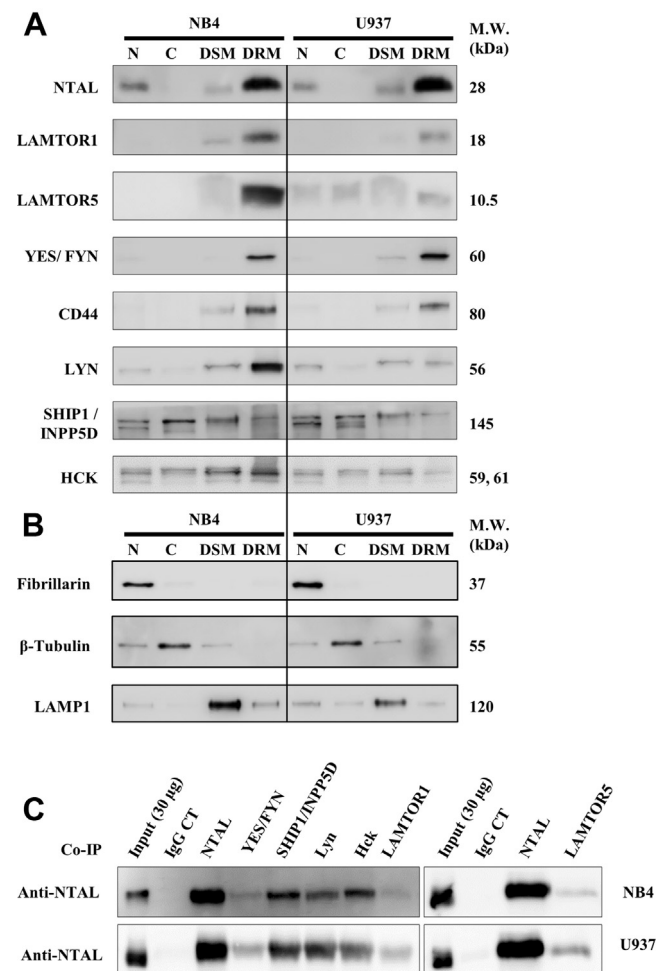 A
NB4 U937
M.W.
(kDa)
N C DSM DRM N C DSM DRM
NTAL 28
LAMTOR1 18
LAMTOR5 10.5
YES/ FYN 60
CD44 80
LYN 56
SHIP1 /
INPP5D 145
HCK 59, 61
B
NB4 U937
M.W.
(kDa)
N C DSM DRM N C DSM DRM
Fibrillarin 37
β-Tubulin 55
LAMP1 120
C
Co-IP Input (30 µg) IgG CT NTAL YES/FYN SHIP1/INPP5D Lyn Hck LAMTOR1 Input (30 µg) IgG CT NTAL LAMTOR5
Anti-NTAL NB4
Anti-NTAL U937